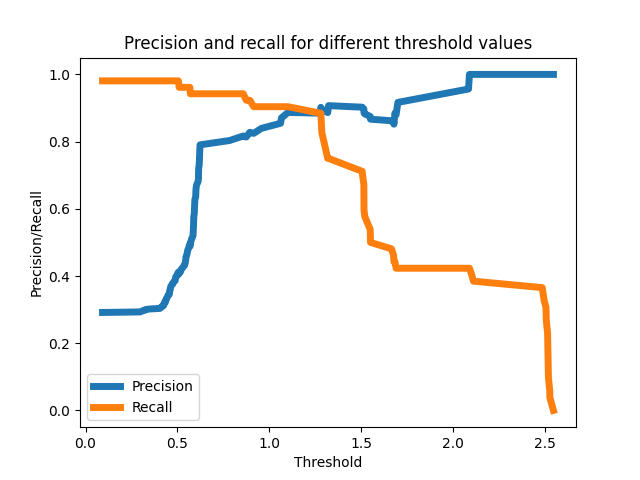 Precision and recall for different threshold values
Precision/Recall
1.0
0.8
0.6
0.4
0.2
0.0
Precision
Recall
0.0 0.5 1.0 1.5 2.0 2.5
Threshold